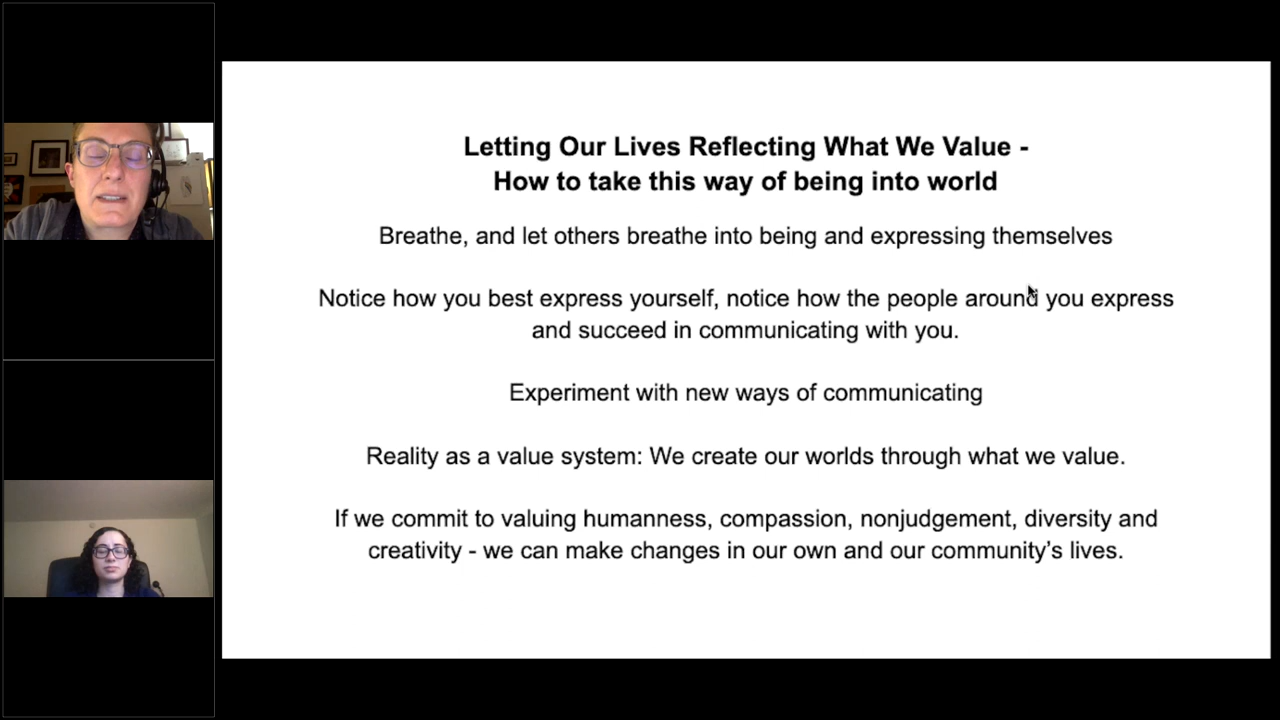 Letting Our Lives Reflecting What We Value -
How to take this way of being into world
Breathe, and let others breathe into being and expressing themselves
Notice how you best express yourself, notice how the people around you express
and succeed in communicating with you.
Experiment with new ways of communicating
Reality as a value system: We create our worlds through what we value.
If we commit to valuing humanness, compassion, nonjudgement, diversity and
creativity - we can make changes in our own and our community’s lives.